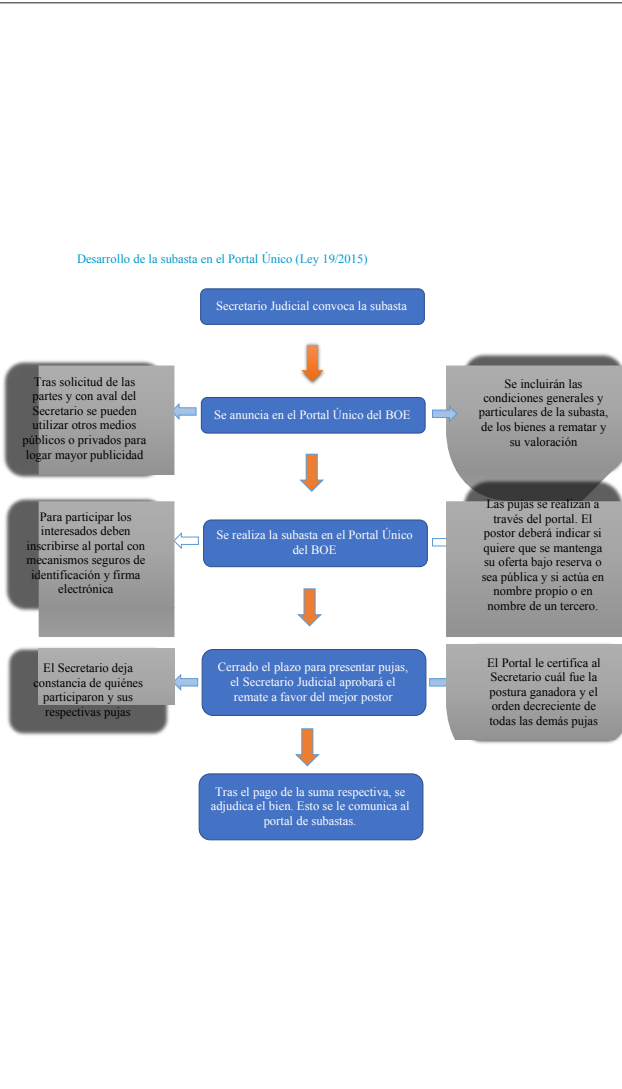 Desarrollo de la subasta en el Portal Único (Ley 19/2015)
Secretario Judicial convoca la subasta
Tras solicitud de las
partes y con aval del
Secretario se pueden
utilizar otros medios
públicos o privados para
logar mayor publicidad
Se anuncia en el Portal Único del BOE
Se incluirán las
condiciones generales y
particulares de la subasta,
de los bienes a rematar y
su valoración
Para participar los
interesados deben
inscribirse al portal con
mecanismos seguros de
identificación y firma
electrónica
Se realiza la subasta en el Portal Único
del BOE
Las pujas se realizan a
través del portal. El
postor deberá indicar si
quiere que se mantenga
su oferta bajo reserva o
sea pública y si actúa en
nombre propio o en
nombre de un tercero.
El Secretario deja
constancia de quiénes
participaron y sus
respectivas pujas
Cerrado el plazo para presentar pujas,
el Secretario Judicial aprobará el
remate a favor del mejor postor
El Portal le certifica al
Secretario cuál fue la
postura ganadora y el
orden decreciente de
todas las demás pujas
Tras el pago de la suma respectiva, se
adjudica el bien. Esto se le comunica al
portal de subastas.